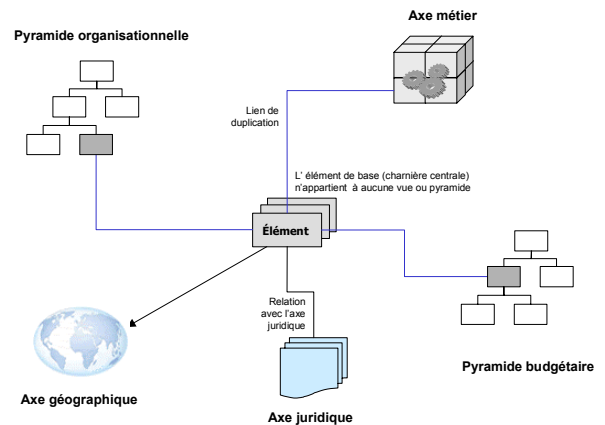 Axe métier
Pyramide organisationnelle
Lien de
duplication
L' élément de base (charnière centrale)
n'appartient à aucune vue ou pyramide
Élément
Relation
avec l'axe
juridique
Pyramide budgétaire
Axe géographique
Axe juridique